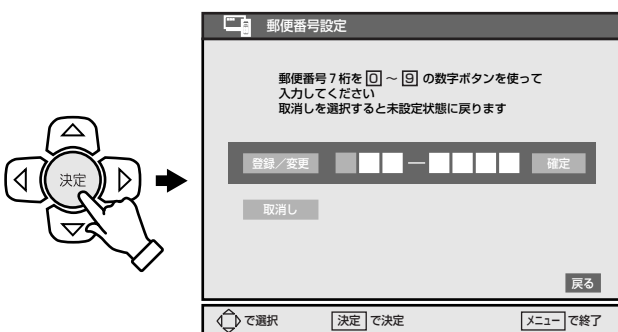 郵便番号設定
郵便番号7桁を 0 ~ 9 の数字ボタンを使って
入力してください
取消しを選択すると未設定状態に戻ります
決定
登録/変更 — 確定
取消し
戻る
で選択 決定 で決定 メニュー で終了